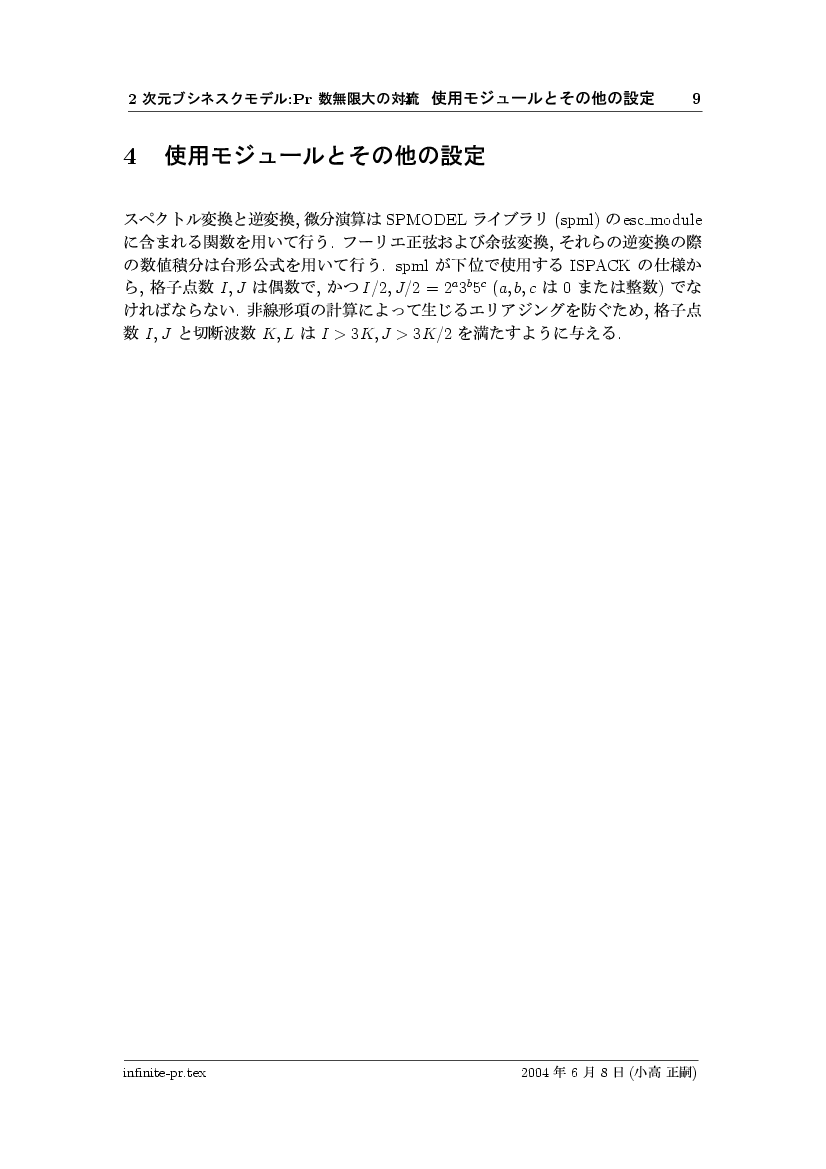 2 次元ブシネスクモデル:Pr 数無限大の対流 使用モジュールとその他の設定 9
4 使用モジュールとその他の設定
スペクトル変換と逆変換, 微分演算は SPMODEL ライブラリ (spml) の esc_module
に含まれる関数を用いて行う. フーリエ正弦および余弦変換, それらの逆変換の際
の数値積分は台形公式を用いて行う. spml が下位で使用する ISPACK の仕様か
ら, 格子点数 I, J は偶数で, かつ I/2, J/2 = 2ᵃ3ᵇ5ᶜ (a, b, c は 0 または整数) でな
ければならない. 非線形項の計算によって生じるエリアジングを防ぐため, 格子点
数 I, J と切断波数 K, L は I > 3K, J > 3K/2 を満たすように与える.
infinite-pr.tex 2004 年 6 月 8 日 (小高 正嗣)